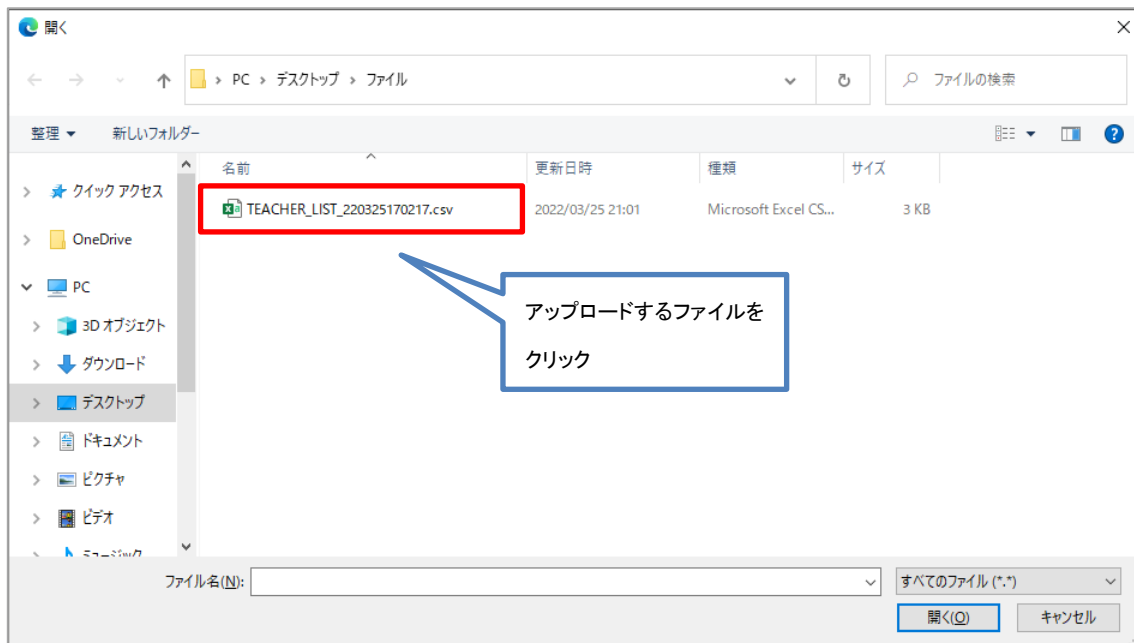 開く
PC › デスクトップ › ファイル
ファイルの検索
整理 新しいフォルダー
名前 更新日時 種類 サイズ
TEACHER_LIST_220325170217.csv 2022/03/25 21:01 Microsoft Excel CS... 3 KB
クイック アクセス
OneDrive
PC
3D オブジェクト
ダウンロード
デスクトップ
ドキュメント
ピクチャ
ビデオ
ミュージック
アップロードするファイルを
クリック
ファイル名(N): すべてのファイル (*.*)
開く(O) キャンセル